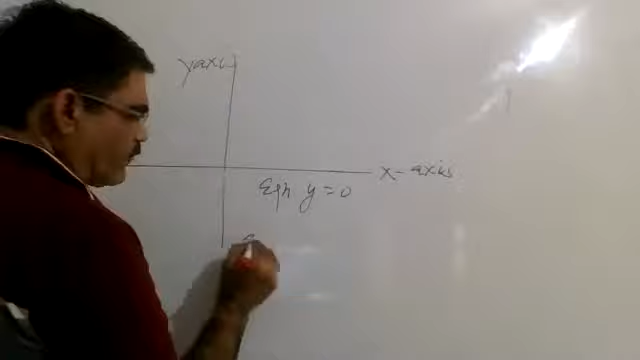 y axis
x-axis
Eqn y = 0